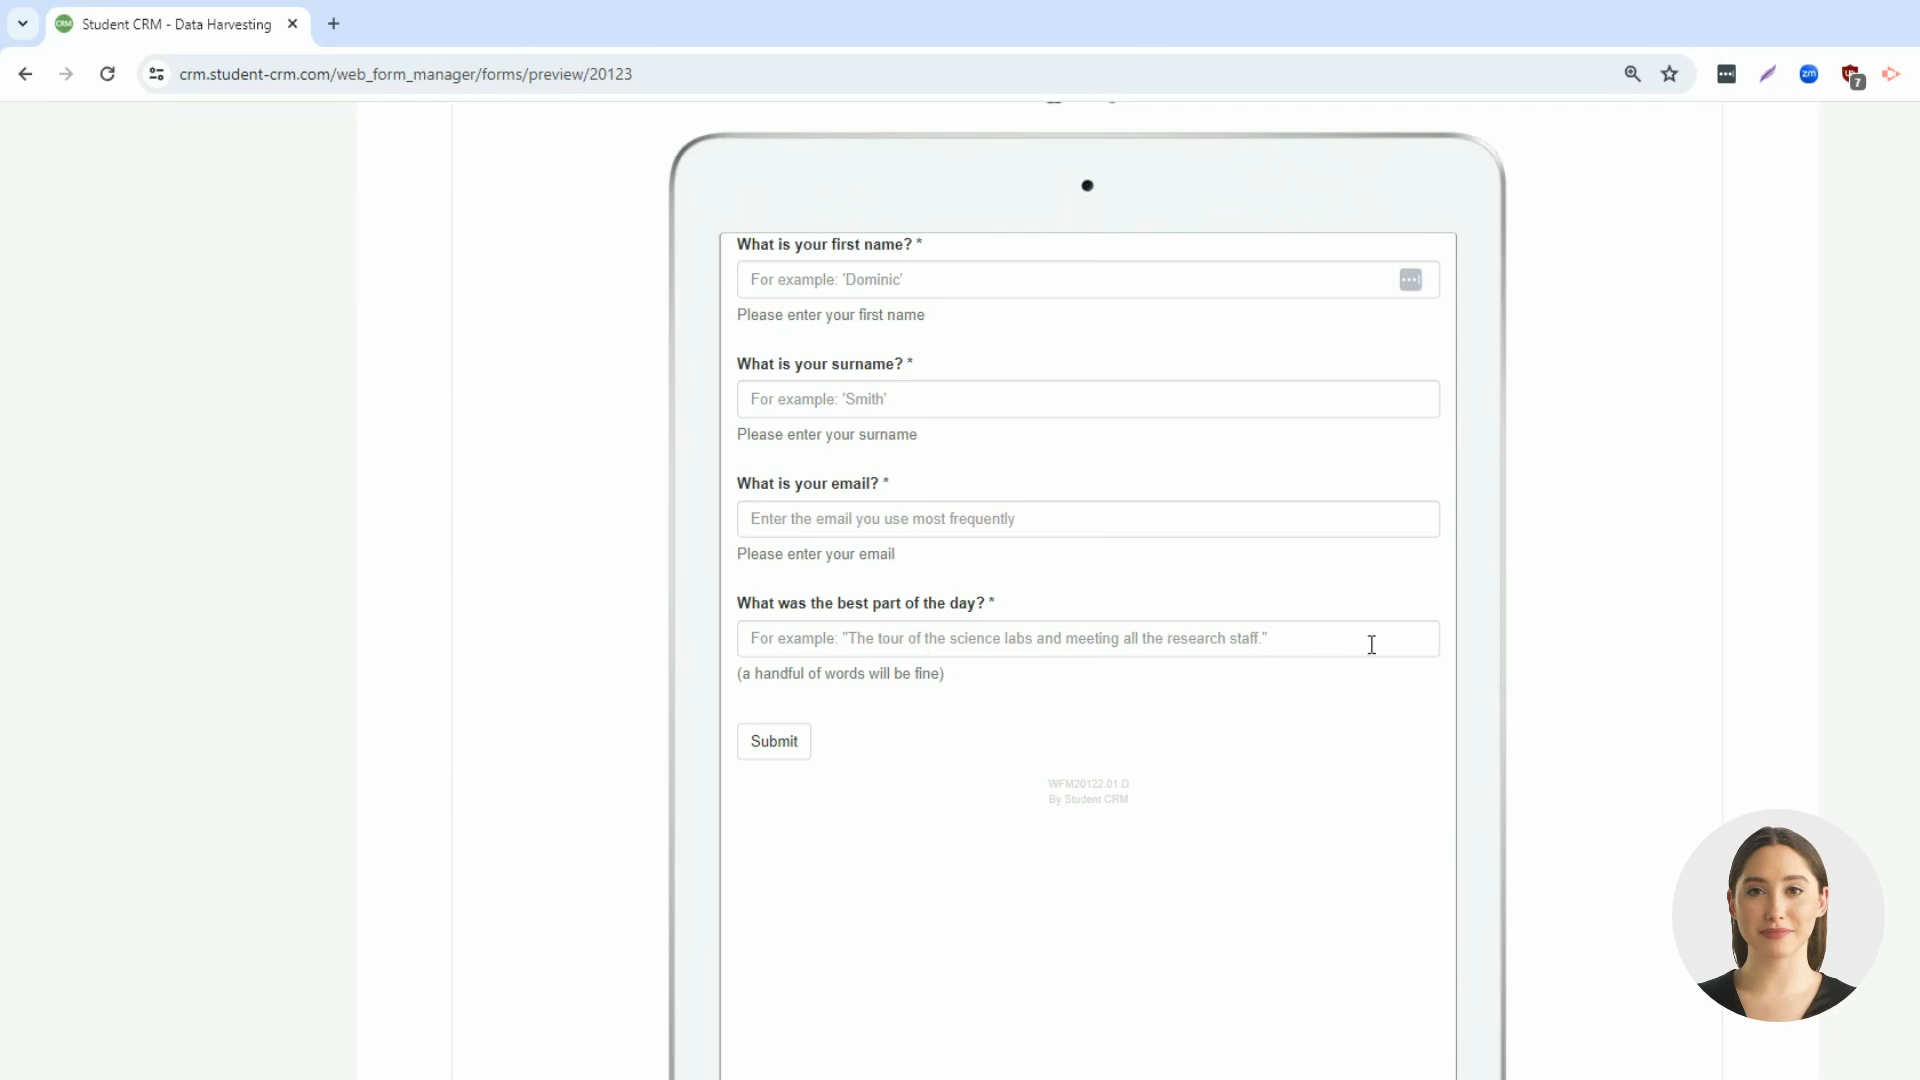 Student CRM - Data Harvesting
crm.student-crm.com/web_form_manager/forms/preview/20123
zm
7
What is your first name? *
For example: 'Dominic'
Please enter your first name
What is your surname? *
For example: 'Smith'
Please enter your surname
What is your email? *
Enter the email you use most frequently
Please enter your email
What was the best part of the day? *
For example: "The tour of the science labs and meeting all the research staff."
(a handful of words will be fine)
Submit
WFM20122.01.D
By Student CRM